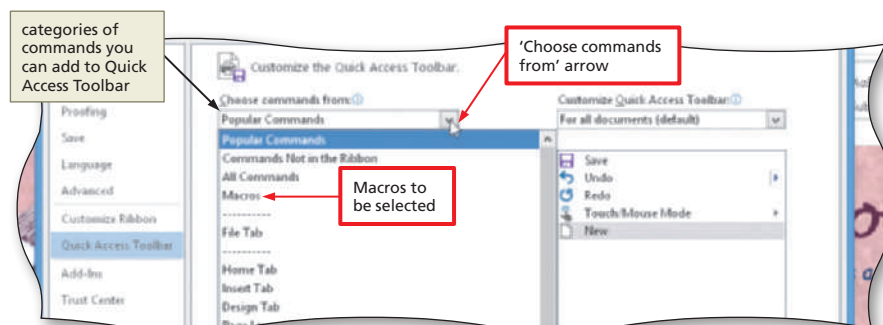 categories of
commands you
can add to Quick
Access Toolbar
'Choose commands
from' arrow
Customize the Quick Access Toolbar.
Choose commands from:
Customize Quick Access Toolbar:
Popular Commands
For all documents (default)
Proofing
Save
Language
Advanced
Customize Ribbon
Quick Access Toolbar
Add-Ins
Trust Center
Popular Commands
Commands Not in the Ribbon
All Commands
Macros
----------
File Tab
----------
Home Tab
Insert Tab
Design Tab
Macros to
be selected
Save
Undo
Redo
Touch/Mouse Mode
New